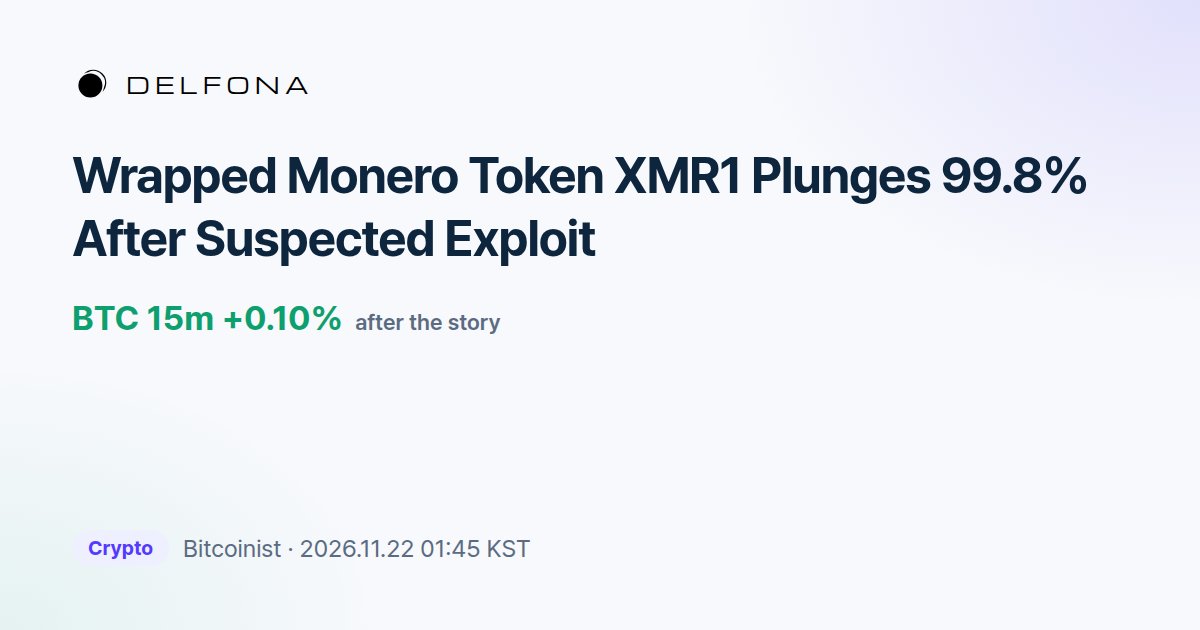 DELFONA
Wrapped Monero Token XMR1 Plunges 99.8%
After Suspected Exploit
BTC 15m +0.10% after the story
Crypto Bitcoinist · 2026.11.22 01:45 KST